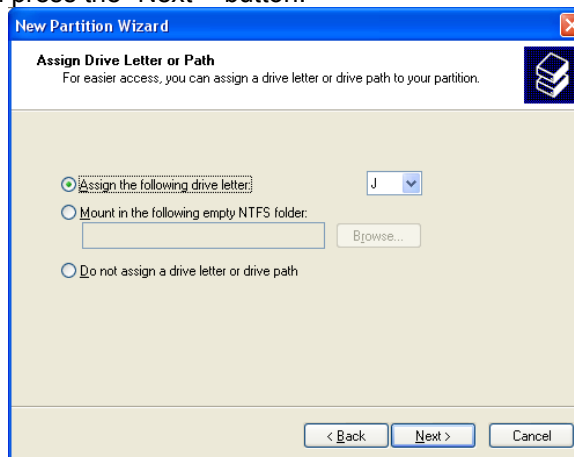 press the "Next" button.
New Partition Wizard
Assign Drive Letter or Path
For easier access, you can assign a drive letter or drive path to your partition.
Assign the following drive letter: J
Mount in the following empty NTFS folder:
Browse...
Do not assign a drive letter or drive path
< Back Next > Cancel